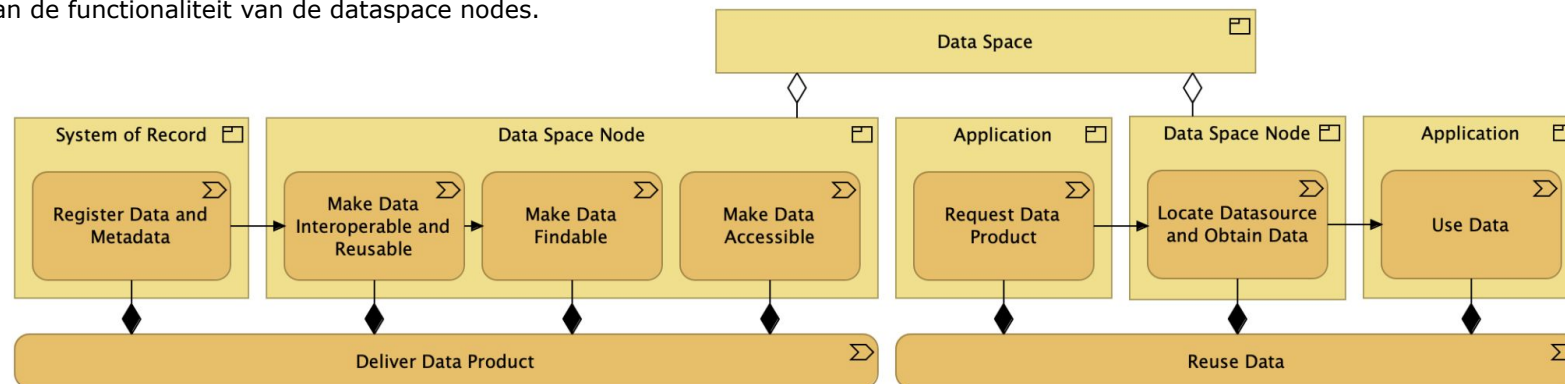 an de functionaliteit van de dataspace nodes.
Data Space
System of Record
Data Space Node
Application
Data Space Node
Application
Register Data and
Metadata
Make Data
Interoperable and
Reusable
Make Data
Findable
Make Data
Accessible
Request Data
Product
Locate Datasource
and Obtain Data
Use Data
Deliver Data Product
Reuse Data